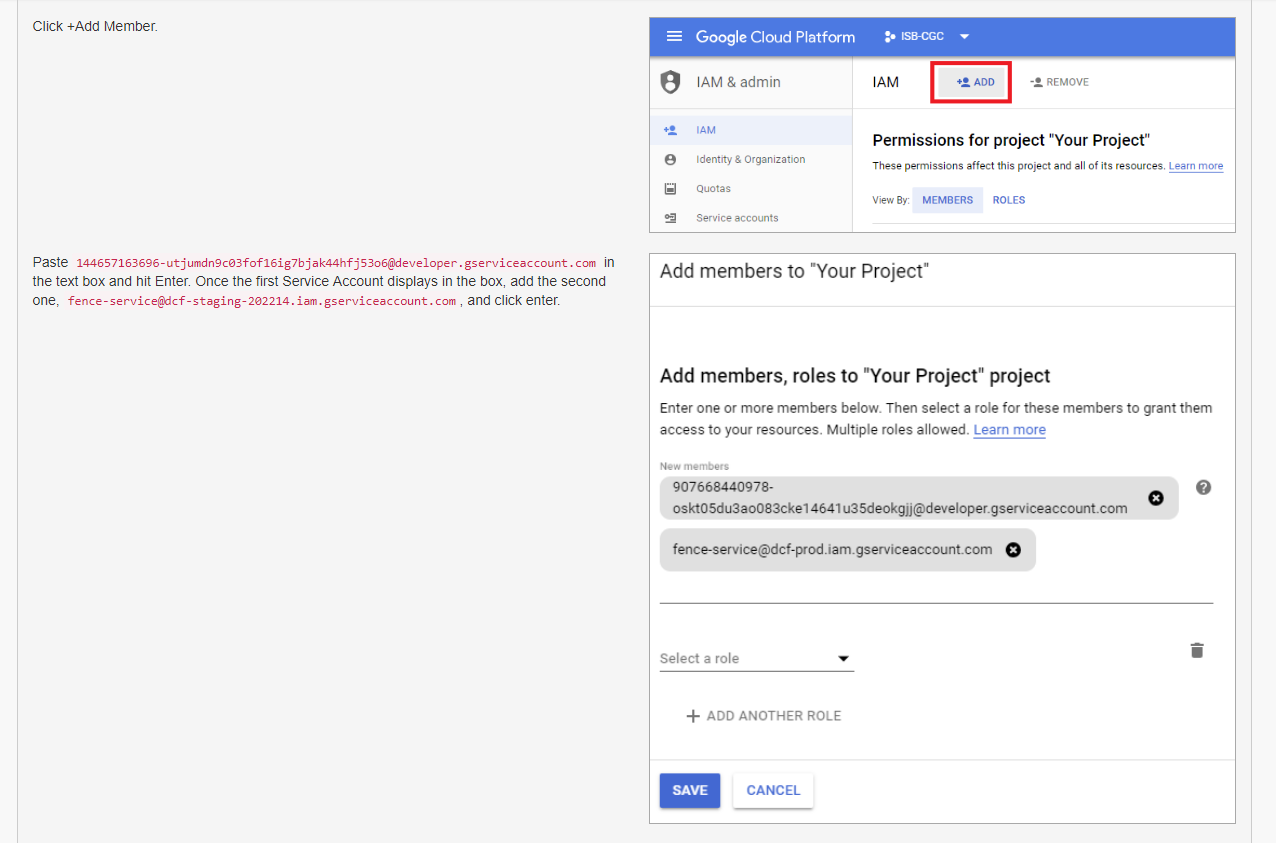 Click +Add Member.
Google Cloud Platform ISB-CGC
IAM & admin IAM ADD REMOVE
IAM
Identity & Organization
Quotas
Service accounts
Permissions for project "Your Project"
These permissions affect this project and all of its resources. Learn more
View By: MEMBERS ROLES
Paste 144657163696-utjumdn9c03fof16ig7bjak44hfj53o6@developer.gserviceaccount.com in
the text box and hit Enter. Once the first Service Account displays in the box, add the second
one, fence-service@dcf-staging-202214.iam.gserviceaccount.com, and click enter.
Add members to "Your Project"
Add members, roles to "Your Project" project
Enter one or more members below. Then select a role for these members to grant them
access to your resources. Multiple roles allowed. Learn more
New members
907668440978-
oskt05du3ao083cke14641u35deokgjj@developer.gserviceaccount.com
fence-service@dcf-prod.iam.gserviceaccount.com
Select a role
ADD ANOTHER ROLE
SAVE CANCEL